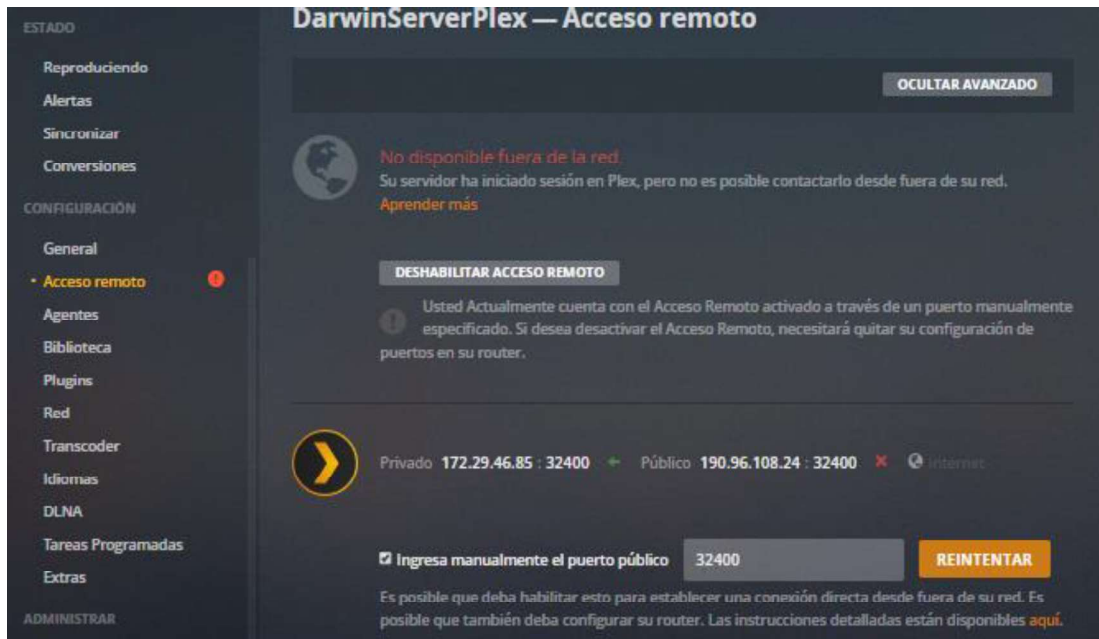 DarwinServerPlex — Acceso remoto
ESTADO
Reproduciendo
Alertas
Sincronizar
Conversiones
CONFIGURACIÓN
General
Acceso remoto
Agentes
Biblioteca
Plugins
Red
Transcoder
Idiomas
DLNA
Tareas Programadas
Extras
ADMINISTRAR
OCULTAR AVANZADO
No disponible fuera de la red
Su servidor ha iniciado sesión en Plex, pero no es posible contactarlo desde fuera de su red.
Aprender más
DESHABILITAR ACCESO REMOTO
Usted Actualmente cuenta con el Acceso Remoto activado a través de un puerto manualmente
especificado. Si desea desactivar el Acceso Remoto, necesitará quitar su configuración de
puertos en su router.
Privado 172.29.46.85 : 32400 Público 190.96.108.24 : 32400 Internet
Ingresa manualmente el puerto público 32400 REINTENTAR
Es posible que deba habilitar esto para establecer una conexión directa desde fuera de su red. Es
posible que también deba configurar su router. Las instrucciones detalladas están disponibles aquí.